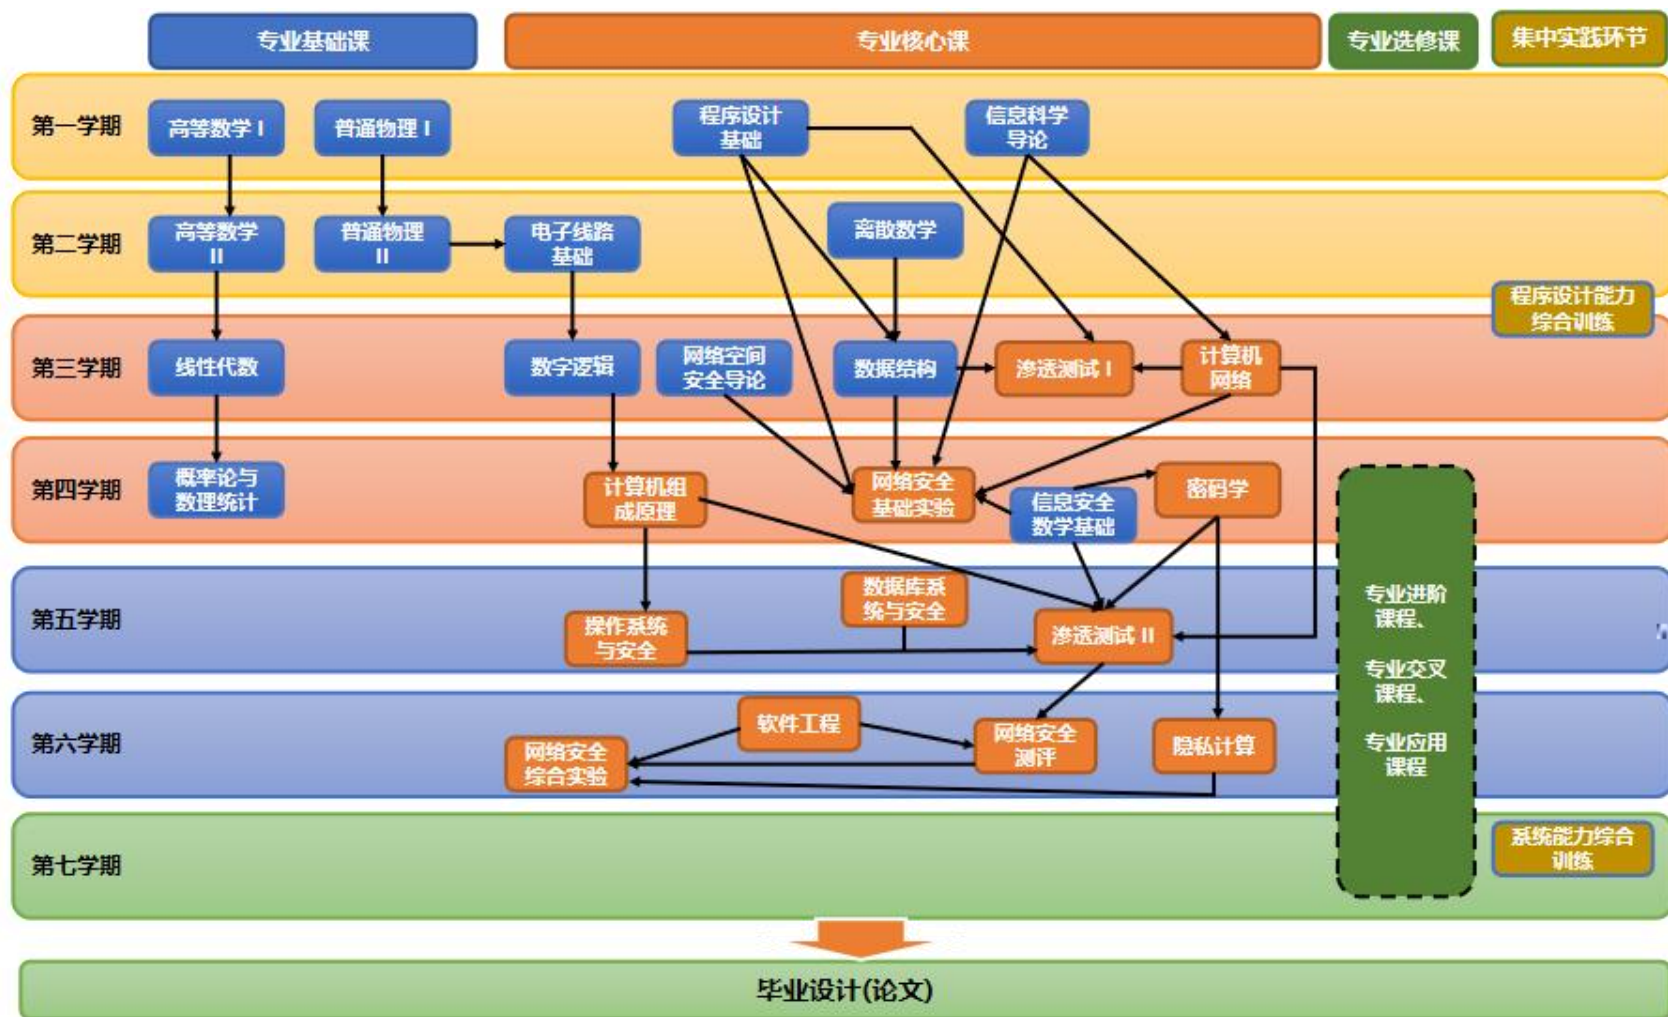 专业基础课
专业核心课
专业选修课
集中实践环节
第一学期
高等数学 I
普通物理 I
程序设计
基础
信息科学
导论
第二学期
高等数学
II
普通物理
II
电子线路
基础
离散数学
程序设计能力
综合训练
第三学期
线性代数
数字逻辑
网络空间
安全导论
数据结构
渗透测试 I
计算机
网络
第四学期
概率论与
数理统计
计算机组
成原理
网络安全
基础实验
信息安全
数学基础
密码学
第五学期
操作系统
与安全
数据库系
统与安全
渗透测试 II
专业进阶
课程、
专业交叉
课程、
专业应用
课程
第六学期
网络安全
综合实验
软件工程
网络安全
测评
隐私计算
第七学期
系统能力综合
训练
毕业设计(论文)